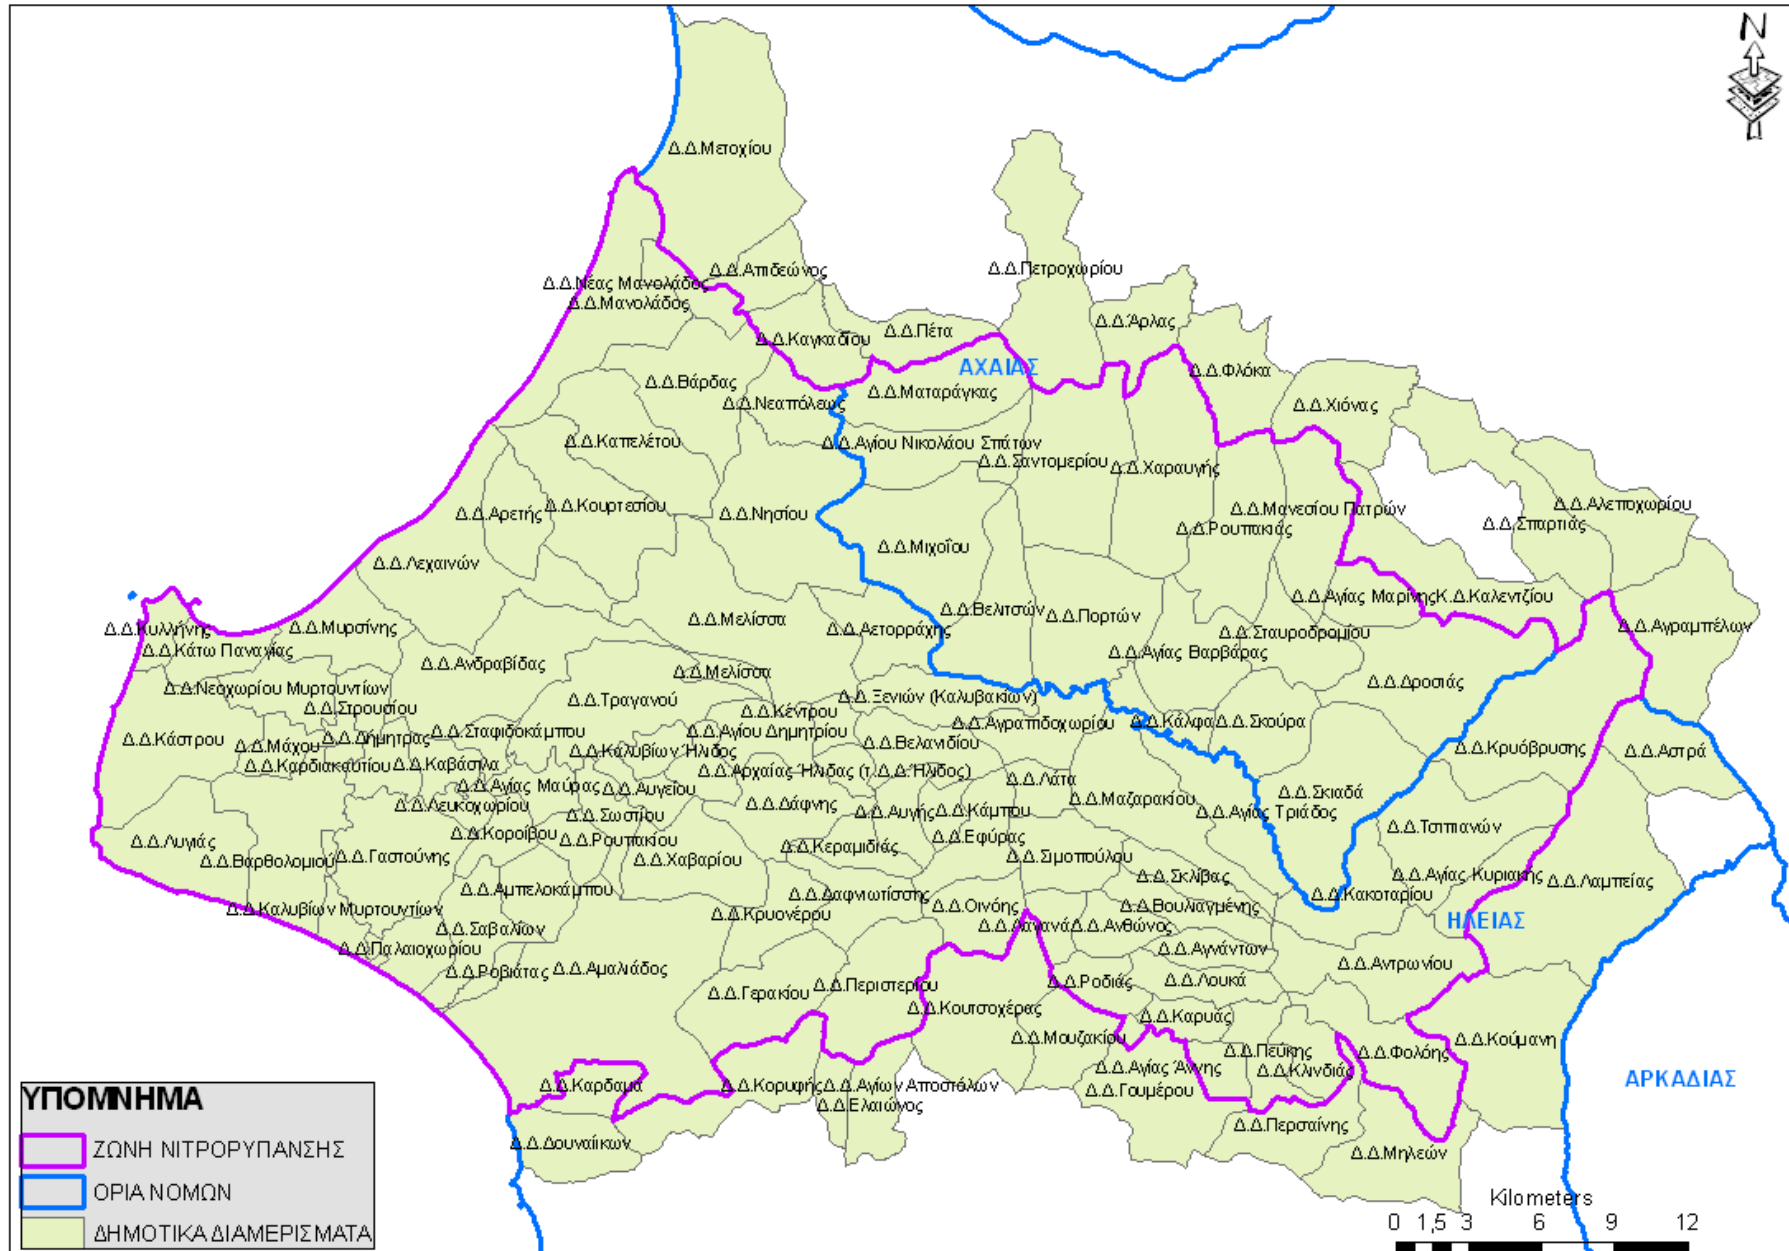 N
Δ.Δ.Μετοχίου
Δ.Δ.Απιδεώνος
Δ.Δ.Πετροχωρίου
Δ.Δ.Νέας Μανολάδος
Δ.Δ.Μανολάδος
Δ.Δ.Άρλας
Δ.Δ.Πέτα
Δ.Δ.Καγκαδίου
ΑΧΑΙΑΣ
Δ.Δ.Φλόκα
Δ.Δ.Βάρδας
Δ.Δ.Ματαράγκας
Δ.Δ.Νεαπόλεως
Δ.Δ.Χιόνας
Δ.Δ.Καπελέτου
Δ.Δ.Αγίου Νικολάου Σπάτων
Δ.Δ.Σαντομερίου
Δ.Δ.Χαραυγής
Δ.Δ.Κουρτεσίου
Δ.Δ.Αρετής
Δ.Δ.Νησίου
Δ.Δ.Μανεσίου Πατρών
Δ.Δ.Αλεποχωρίου
Δ.Δ.Σπαρτιάς
Δ.Δ.Ρουπακιάς
Δ.Δ.Μιχοΐου
Δ.Δ.Λεχαινών
Δ.Δ.Αγίας Μαρίνης
Κ.Δ.Καλεντζίου
Δ.Δ.Βελιτσών
Δ.Δ.Πορτών
Δ.Δ.Μελίσσα
Δ.Δ.Αετορράχης
Δ.Δ.Σταυροδρομίου
Δ.Δ.Αγραμπέλων
Δ.Δ.Κυλλήνης
Δ.Δ.Μυρσίνης
Δ.Δ.Κάτω Παναγίας
Δ.Δ.Αγίας Βαρβάρας
Δ.Δ.Ανδραβίδας
Δ.Δ.Μελίσσα
Δ.Δ.Δροσιάς
Δ.Δ.Νεοχωρίου Μυρτουντίων
Δ.Δ.Τραγανού
Δ.Δ.Ξενιών (Καλυβακίων)
Δ.Δ.Στρουσίου
Δ.Δ.Κέντρου
Δ.Δ.Αγραπιδοχωρίου
Δ.Δ.Κάλφα
Δ.Δ.Σκούρα
Δ.Δ.Κάστρου
Δ.Δ.Μάχου
Δ.Δ.Δήμητρας
Δ.Δ.Σταφιδοκάμπου
Δ.Δ.Αγίου Δημητρίου
Δ.Δ.Βελανιδίου
Δ.Δ.Κρυόβρυσης
Δ.Δ.Αστρά
Δ.Δ.Καλυβίων Ήλιδος
Δ.Δ.Καρδιακαυτίου
Δ.Δ.Καβάσιλα
Δ.Δ.Αρχαίας Ήλιδας (τ.Δ.Δ.Ήλιδος)
Δ.Δ.Λάτα
Δ.Δ.Αγίας Μαύρας
Δ.Δ.Αυγείου
Δ.Δ.Σκιαδά
Δ.Δ.Λευκοχωρίου
Δ.Δ.Δάφνης
Δ.Δ.Αυγής
Δ.Δ.Κάμπου
Δ.Δ.Μαζαρακίου
Δ.Δ.Αγίας Τριάδος
Δ.Δ.Σωστίου
Δ.Δ.Τσιπιανών
Δ.Δ.Κοροίβου
Δ.Δ.Ρουπακίου
Δ.Δ.Εφύρας
Δ.Δ.Λυγιάς
Δ.Δ.Βαρθολομιού
Δ.Δ.Γαστούνης
Δ.Δ.Χαβαρίου
Δ.Δ.Κεραμιδιάς
Δ.Δ.Σιμοπούλου
Δ.Δ.Σκλίβας
Δ.Δ.Αγίας Κυριακής
Δ.Δ.Λαμπείας
Δ.Δ.Αμπελοκάμπου
Δ.Δ.Δαφνιωτίσσης
Δ.Δ.Κακοταρίου
Δ.Δ.Καλυβίων Μυρτουντίων
Δ.Δ.Κρυονέρου
Δ.Δ.Οινόης
Δ.Δ.Βουλιαγμένης
Δ.Δ.Σαβαλίων
Δ.Δ.Λαγανά
Δ.Δ.Ανθώνος
ΗΛΕΙΑΣ
Δ.Δ.Παλαιοχωρίου
Δ.Δ.Αγνάντων
Δ.Δ.Ροβιάτας
Δ.Δ.Αμαλιάδος
Δ.Δ.Αντρωνίου
Δ.Δ.Γερακίου
Δ.Δ.Περιστερίου
Δ.Δ.Ροδιάς
Δ.Δ.Λουκά
Δ.Δ.Κουτσοχέρας
Δ.Δ.Καρυάς
Δ.Δ.Μουζακίου
Δ.Δ.Κούμανη
Δ.Δ.Πεύκης
Δ.Δ.Φολόης
Δ.Δ.Αγίας Άννης
Δ.Δ.Κλινδιάς
Δ.Δ.Καρδαμά
Δ.Δ.Κορυφής
Δ.Δ.Αγίων Αποστόλων
Δ.Δ.Γουμέρου
ΑΡΚΑΔΙΑΣ
Δ.Δ.Ελαιώνος
Δ.Δ.Περσαίνης
Δ.Δ.Δουναίικων
Δ.Δ.Μηλεών
ΥΠΟΜΝΗΜΑ
ΖΩΝΗ ΝΙΤΡΟΡΥΠΑΝΣΗΣ
ΟΡΙΑ ΝΟΜΩΝ
ΔΗΜΟΤΙΚΑ ΔΙΑΜΕΡΙΣΜΑΤΑ
Kilometers
0 1,5 3 6 9 12